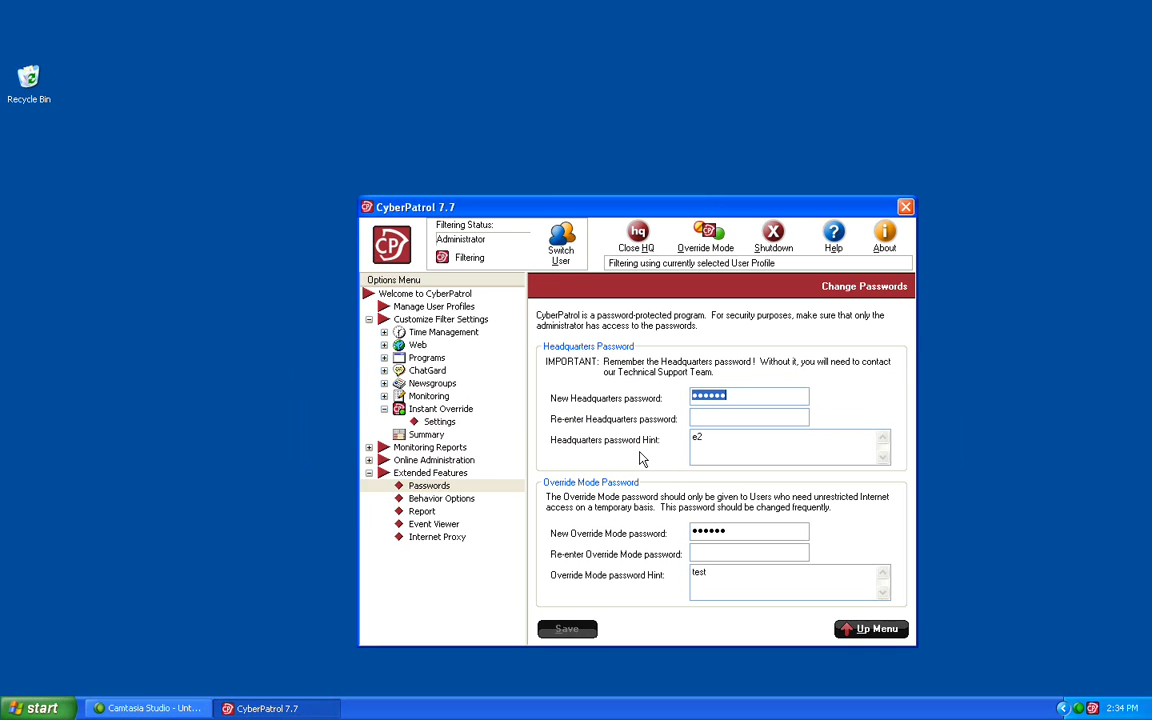 Recycle Bin
CyberPatrol 7.7
Filtering Status:
Administrator
Filtering
CP
Switch
User
hq
Close HQ
Override Mode
CP
X
Shutdown
?
Help
i
About
Filtering using currently selected User Profile
Options Menu
Welcome to CyberPatrol
Manage User Profiles
Customize Filter Settings
Time Management
Web
Programs
ChatGard
Newsgroups
Monitoring
Instant Override
Settings
Summary
Monitoring Reports
Online Administration
Extended Features
Passwords
Behavior Options
Report
Event Viewer
Internet Proxy
Change Passwords
CyberPatrol is a password-protected program. For security purposes, make sure that only the
administrator has access to the passwords.
Headquarters Password
IMPORTANT: Remember the Headquarters password! Without it, you will need to contact
our Technical Support Team.
New Headquarters password: ••••••
Re-enter Headquarters password:
Headquarters password Hint: e2
Override Mode Password
The Override Mode password should only be given to Users who need unrestricted Internet
access on a temporary basis. This password should be changed frequently.
New Override Mode password: ••••••
Re-enter Override Mode password:
Override Mode password Hint: test
Save
Up Menu
start
Camtasia Studio - Unt...
CyberPatrol 7.7
2:34 PM